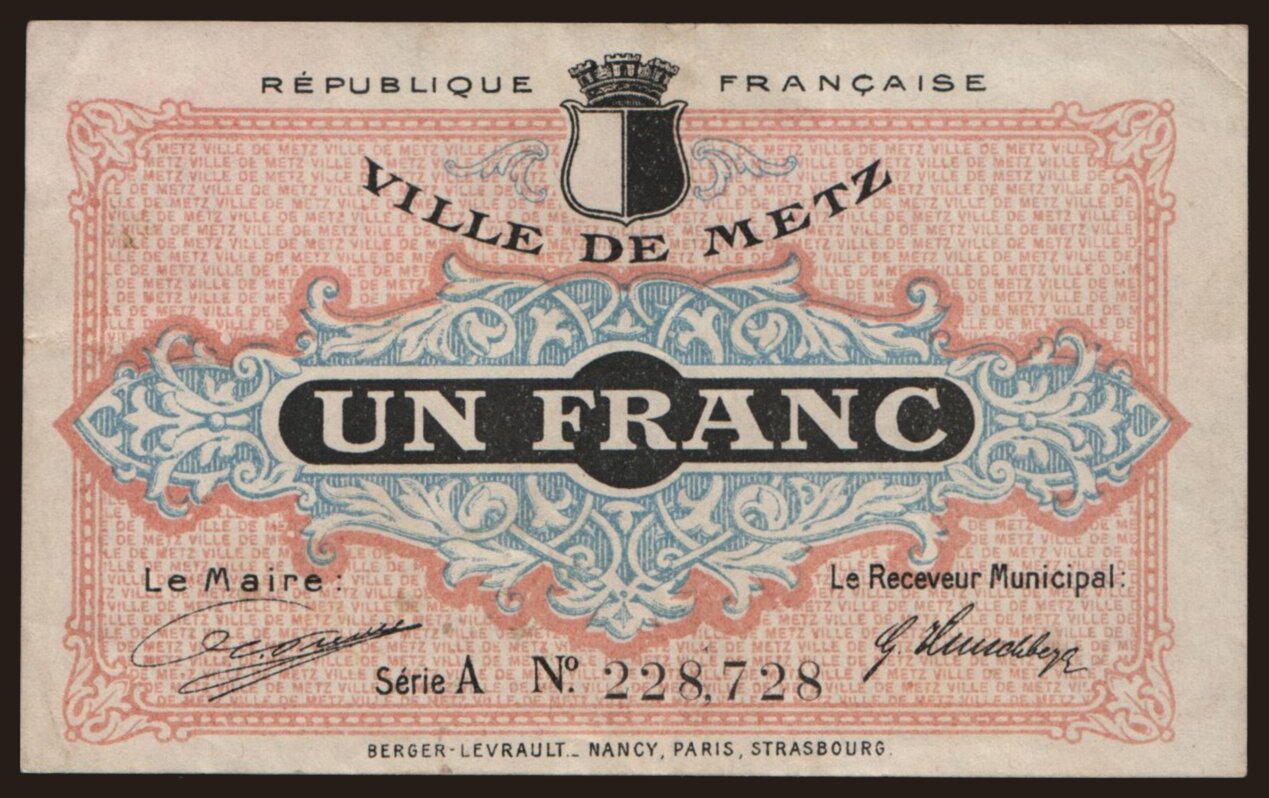 RÉPUBLIQUE FRANÇAISE
VILLE DE METZ
UN FRANC
Le Maire:
Le Receveur Municipal:
Série A Nº. 228,728
BERGER-LEVRAULT._ NANCY, PARIS, STRASBOURG.